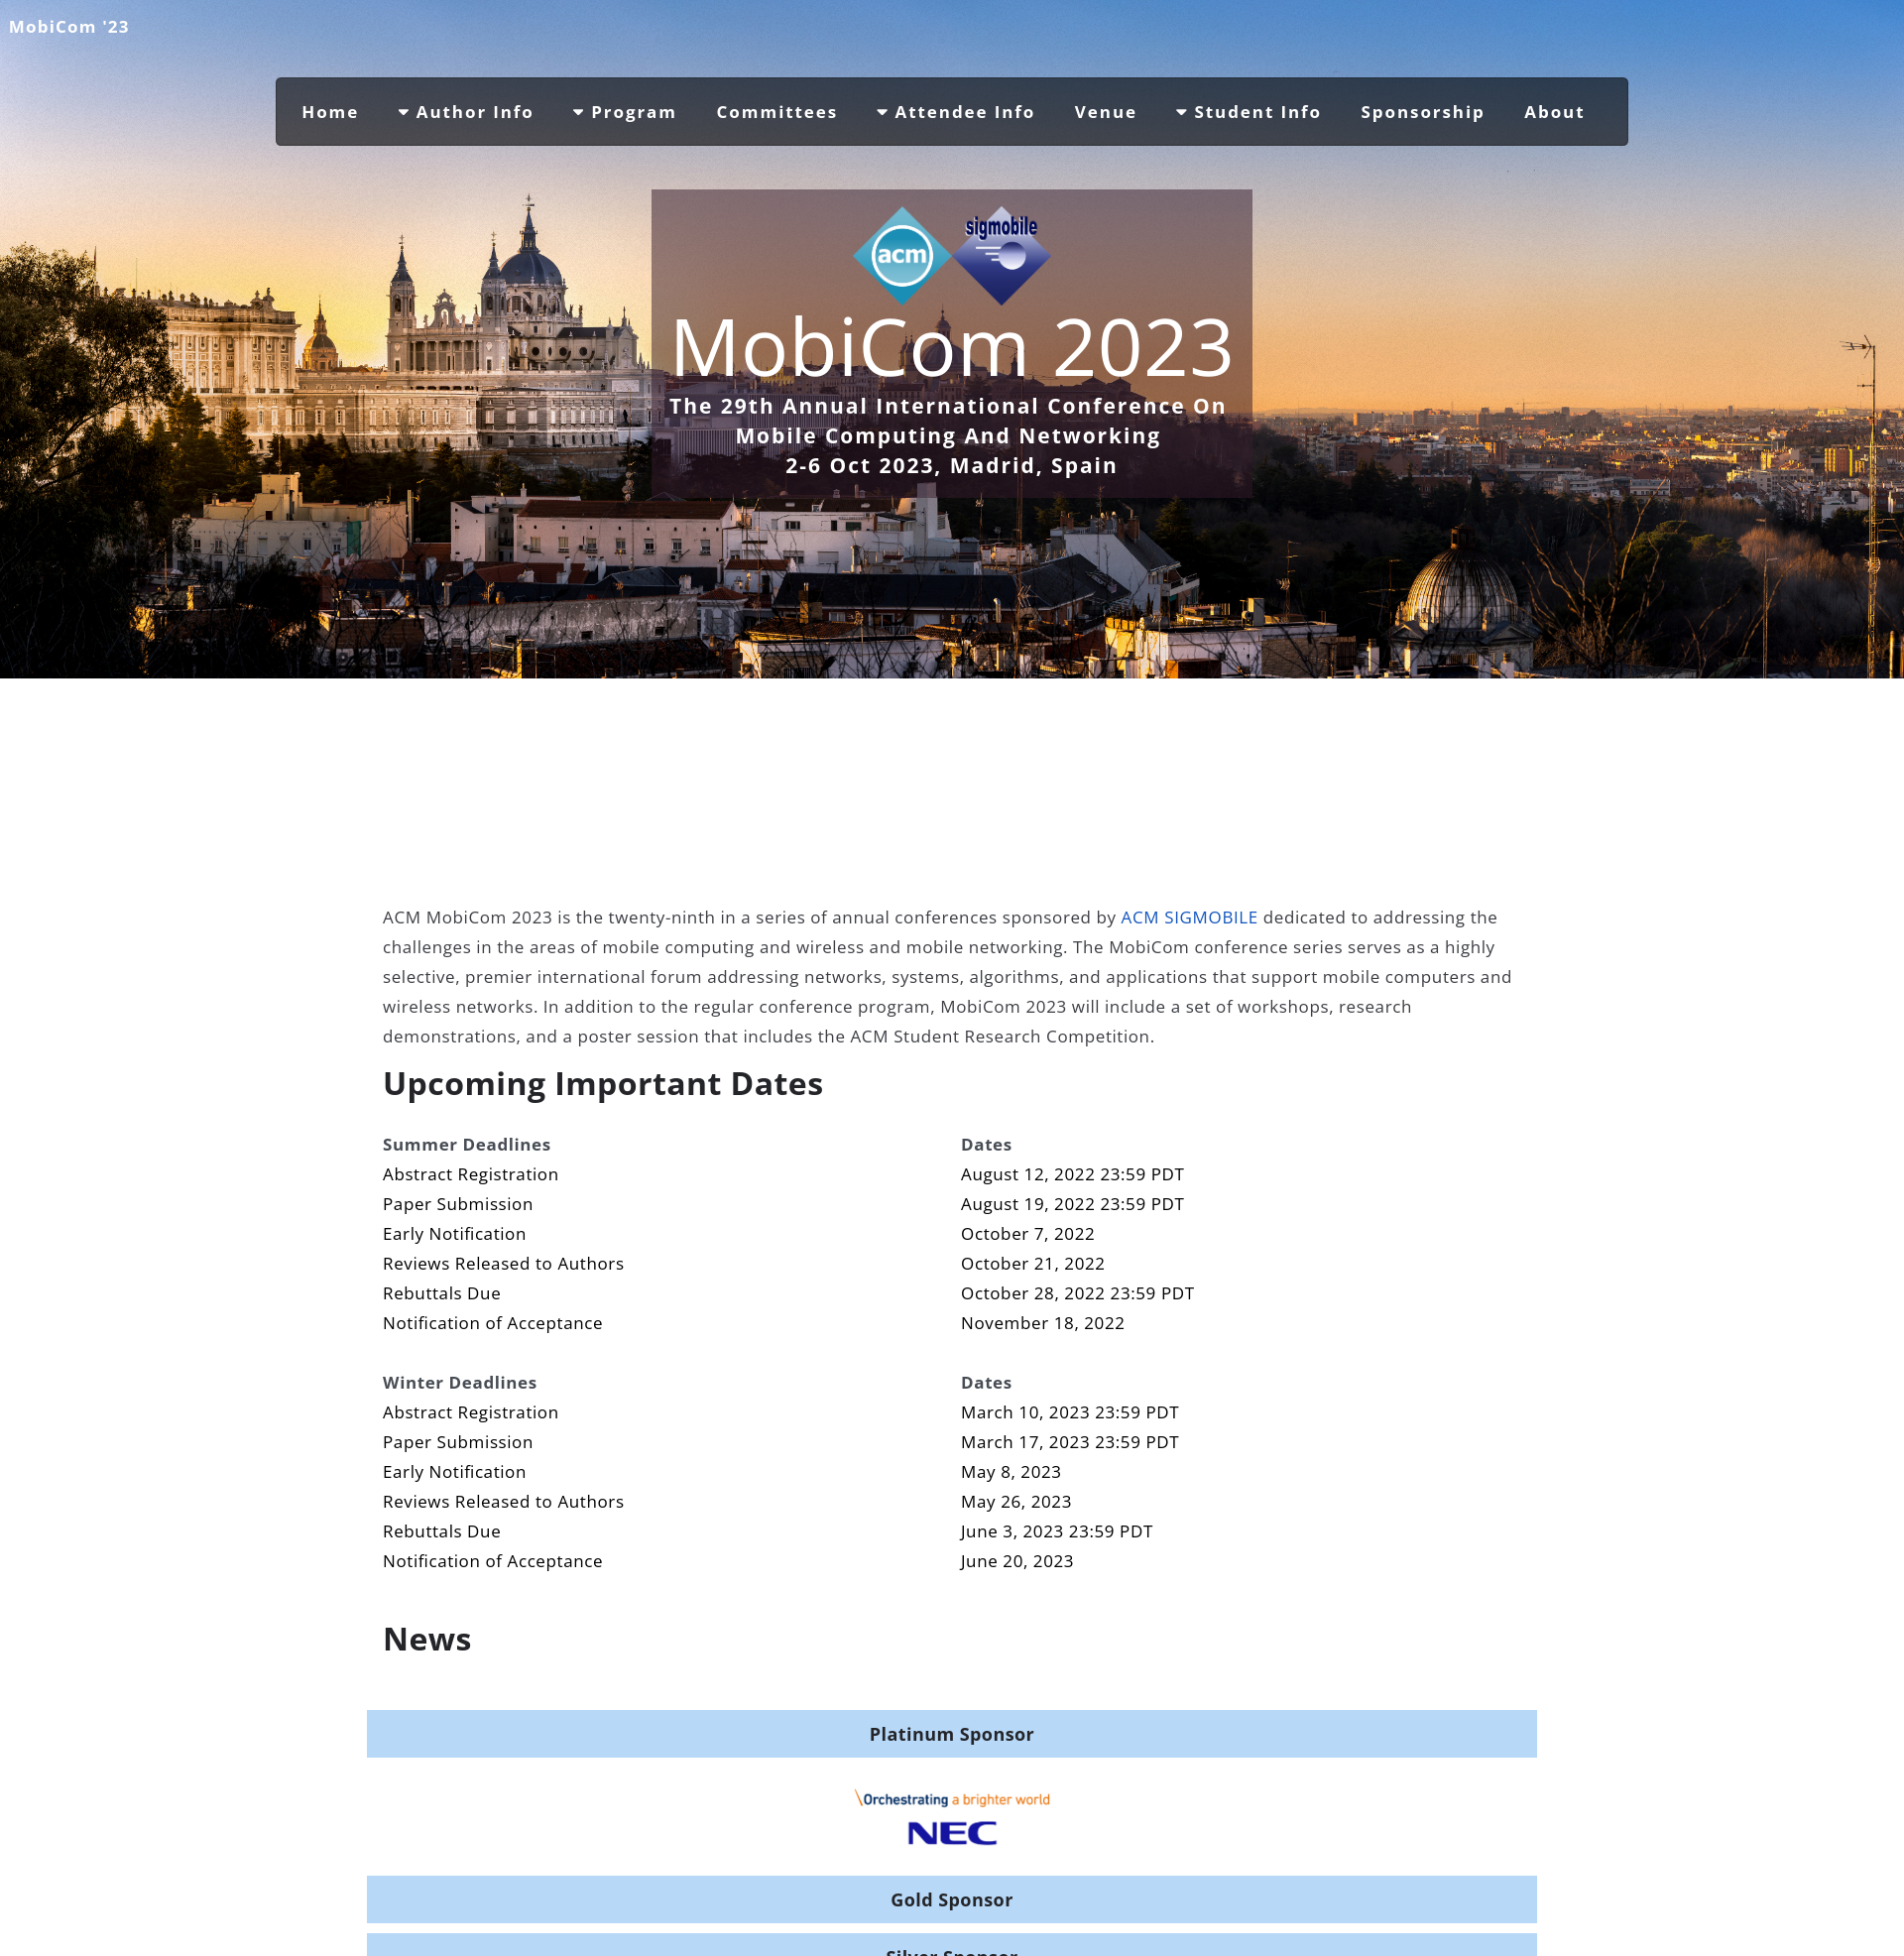 MobiCom '23
Home Author Info Program Committees Attendee Info Venue Student Info Sponsorship About
acm sigmobile
MobiCom 2023
The 29th Annual International Conference On
Mobile Computing And Networking
2-6 Oct 2023, Madrid, Spain
ACM MobiCom 2023 is the twenty-ninth in a series of annual conferences sponsored by ACM SIGMOBILE dedicated to addressing the
challenges in the areas of mobile computing and wireless and mobile networking. The MobiCom conference series serves as a highly
selective, premier international forum addressing networks, systems, algorithms, and applications that support mobile computers and
wireless networks. In addition to the regular conference program, MobiCom 2023 will include a set of workshops, research
demonstrations, and a poster session that includes the ACM Student Research Competition.
Upcoming Important Dates
Summer Deadlines Dates
Abstract Registration August 12, 2022 23:59 PDT
Paper Submission August 19, 2022 23:59 PDT
Early Notification October 7, 2022
Reviews Released to Authors October 21, 2022
Rebuttals Due October 28, 2022 23:59 PDT
Notification of Acceptance November 18, 2022
Winter Deadlines Dates
Abstract Registration March 10, 2023 23:59 PDT
Paper Submission March 17, 2023 23:59 PDT
Early Notification May 8, 2023
Reviews Released to Authors May 26, 2023
Rebuttals Due June 3, 2023 23:59 PDT
Notification of Acceptance June 20, 2023
News
Platinum Sponsor
\Orchestrating a brighter world
NEC
Gold Sponsor
Silver Sponsor